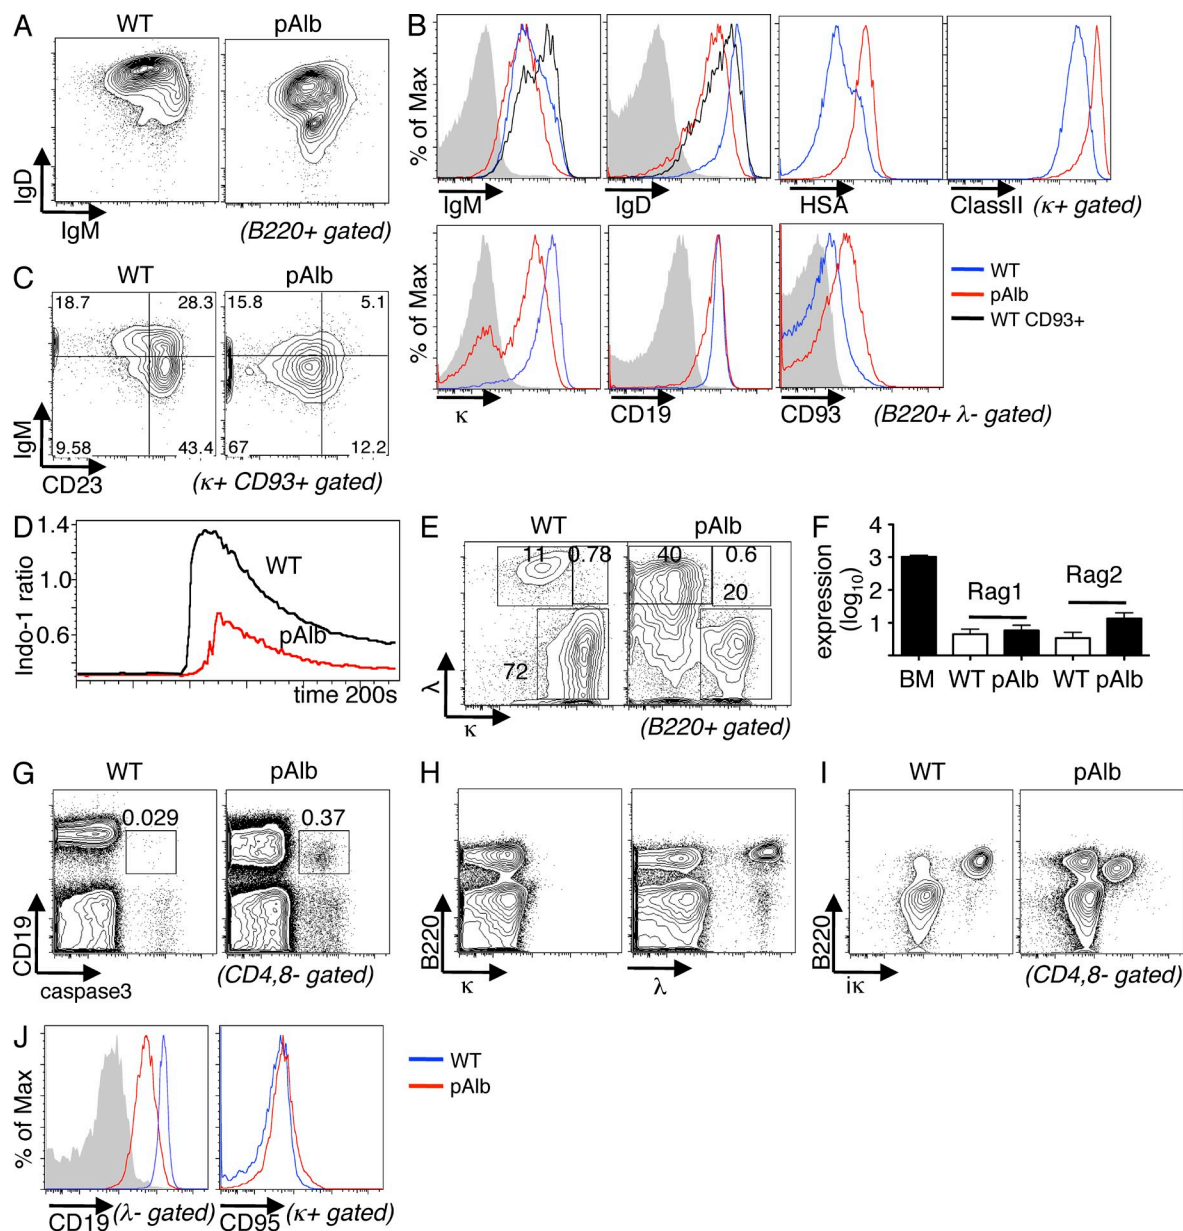 A
WT
pAlb
IgD
IgM
(B220+ gated)
B
% of Max
IgM
IgD
HSA
ClassII (κ+ gated)
% of Max
κ
CD19
CD93
(B220+ λ- gated)
WT
pAlb
WT CD93+
C
WT
pAlb
18.7
28.3
15.8
5.1
9.58
43.4
67
12.2
IgM
CD23
(κ+ CD93+ gated)
D
Indo-1 ratio
1.4
1.0
0.6
WT
pAlb
time 200s
E
WT
pAlb
11
0.78
40
0.6
20
72
λ
κ
(B220+ gated)
F
expression
(log10)
4
3
2
1
Rag1
Rag2
BM
WT
pAlb
WT
pAlb
G
WT
pAlb
0.029
0.37
CD19
caspase3
(CD4,8- gated)
H
B220
κ
λ
I
WT
pAlb
B220
iκ
(CD4,8- gated)
J
% of Max
CD19
(λ- gated)
CD95
(κ+ gated)
WT
pAlb